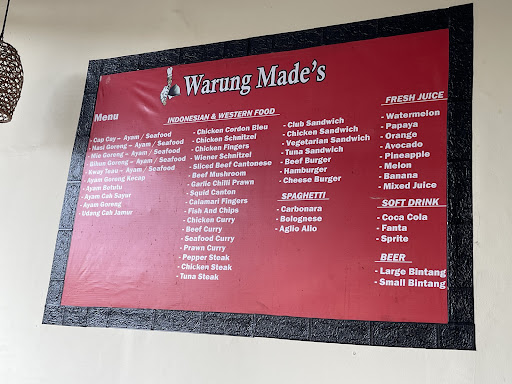 Warung Made's
Menu
INDONESIAN & WESTERN FOOD
- Cap Cay – Ayam / Seafood
- Nasi Goreng – Ayam / Seafood
- Mie Goreng – Ayam / Seafood
- Bihun Goreng – Ayam / Seafood
- Kway Teau – Ayam / Seafood
- Ayam Goreng Kecap
- Ayam Betutu
- Ayam Cah Sayur
- Ayam Goreng
- Udang Cah Jamur
- Chicken Cordon Bleu
- Chicken Schnitzel
- Chicken Fingers
- Wiener Schnitzel
- Sliced Beef Cantonese
- Beef Mushroom
- Garlic Chilli Prawn
- Squid Canton
- Calamari Fingers
- Fish And Chips
- Chicken Curry
- Beef Curry
- Seafood Curry
- Prawn Curry
- Pepper Steak
- Chicken Steak
- Tuna Steak
- Club Sandwich
- Chicken Sandwich
- Vegetarian Sandwich
- Tuna Sandwich
- Beef Burger
- Hamburger
- Cheese Burger
SPAGHETTI
- Carbonara
- Bolognese
- Aglio Alio
FRESH JUICE
- Watermelon
- Papaya
- Orange
- Avocado
- Pineapple
- Melon
- Banana
- Mixed Juice
SOFT DRINK
- Coca Cola
- Fanta
- Sprite
BEER
- Large Bintang
- Small Bintang